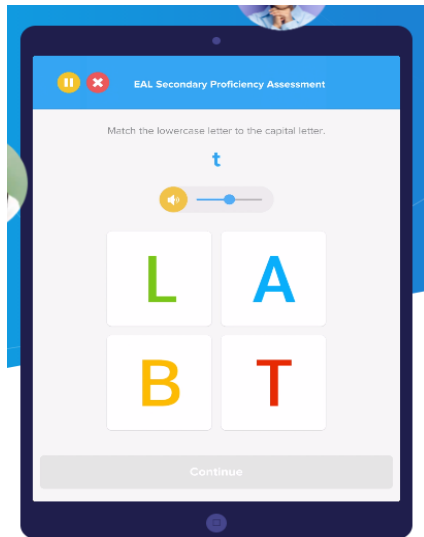 EAL Secondary Proficiency Assessment
Match the lowercase letter to the capital letter.
t
L A
B T
Continue